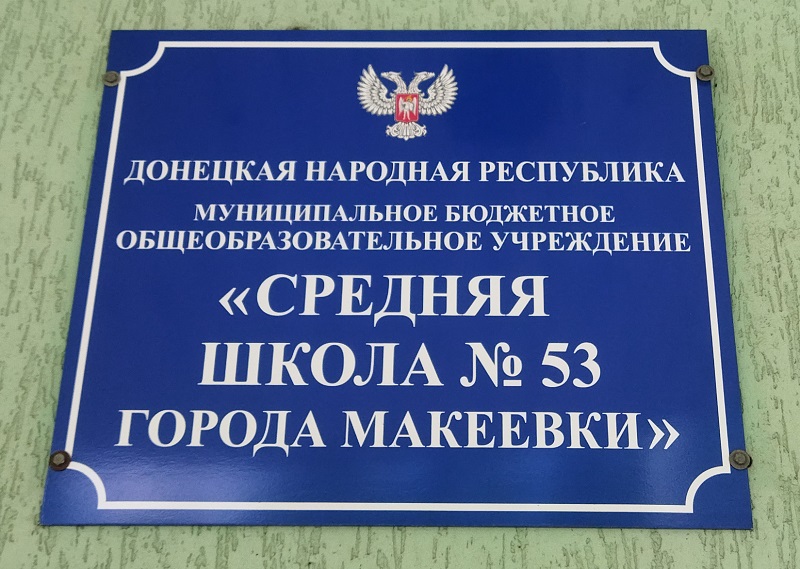 ДОНЕЦКАЯ НАРОДНАЯ РЕСПУБЛИКА
МУНИЦИПАЛЬНОЕ БЮДЖЕТНОЕ
ОБЩЕОБРАЗОВАТЕЛЬНОЕ УЧРЕЖДЕНИЕ
«СРЕДНЯЯ
ШКОЛА № 53
ГОРОДА МАКЕЕВКИ»